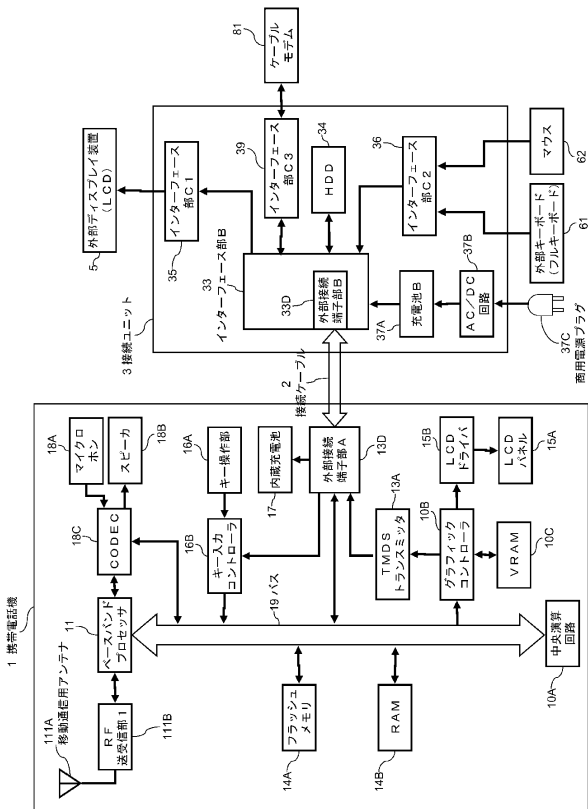 1 携帯電話機
111A
移動通信用アンテナ
RF
送受信部1
111B
11
ベースバンド
プロセッサ
18C
CODEC
18A
マイクロ
ホン
スピーカ
18B
16A
キー操作部
16B
キー入力
コントローラ
17
内蔵充電池
外部接続
端子部A
13D
13A
TMDS
トランスミッタ
10B
グラフィック
コントローラ
15B
LCD
ドライバ
LCD
パネル
15A
VRAM
10C
19 バス
フラッシュ
メモリ
14A
RAM
14B
中央演算
回路
10A
2
接続ケーブル
3 接続ユニット
5
外部ディスプレイ装置
(LCD)
インターフェース
部C1
35
インターフェース部B
33
33D
外部接続
端子部B
39
インターフェース
部C3
81
ケーブル
モデム
34
HDD
36
インターフェース
部C2
37A
充電池B
37B
AC/DC
回路
37C
商用電源プラグ
外部キーボード
(フルキーボード)
61
マウス
62